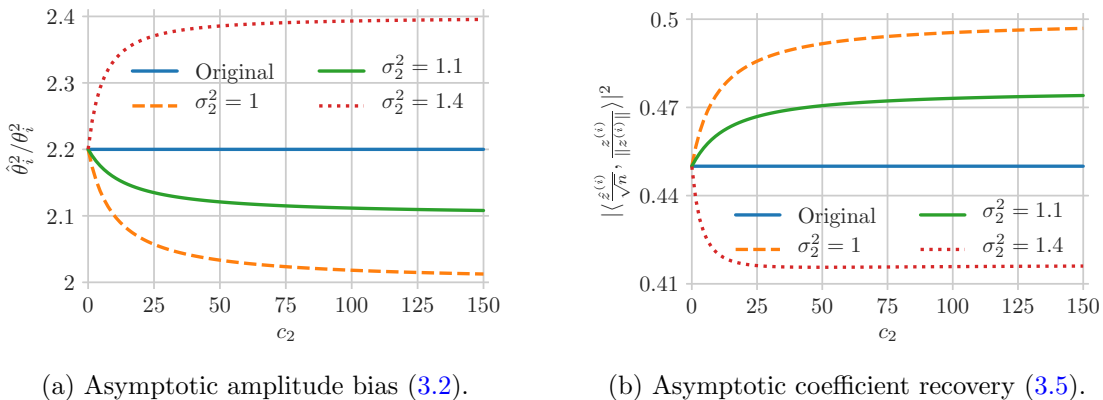 2.4
2.3
2.2
2.1
2
0 25 50 75 100 125 150
c₂
θ̂ᵢ²/θᵢ²
Original
σ₂² = 1
σ₂² = 1.1
σ₂² = 1.4
(a) Asymptotic amplitude bias (3.2).
0.5
0.47
0.44
0.41
0 25 50 75 100 125 150
c₂
|⟨ẑ⁽ⁱ⁾/√n, z⁽ⁱ⁾/||z⁽ⁱ⁾||⟩|²
Original
σ₂² = 1
σ₂² = 1.1
σ₂² = 1.4
(b) Asymptotic coefficient recovery (3.5).